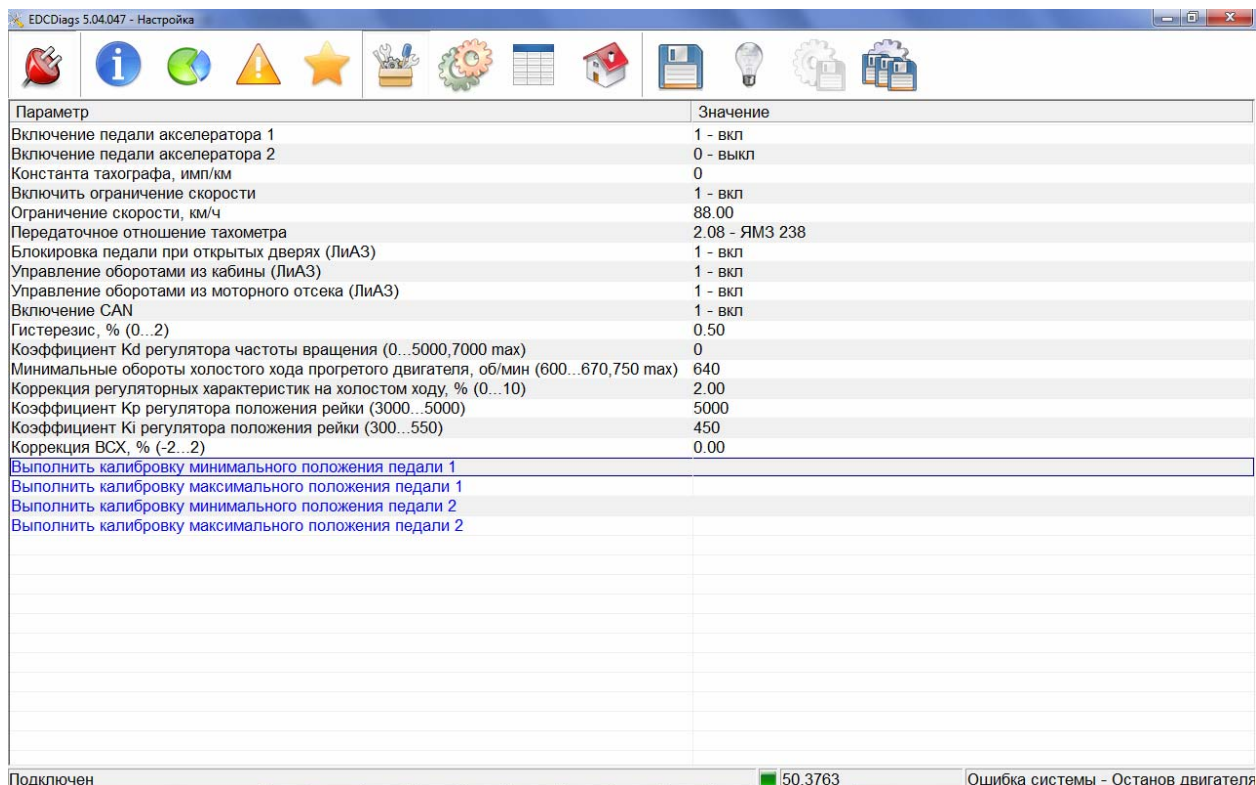 EDCDiags 5.04.047 - Настройка
Параметр Значение
Включение педали акселератора 1 1 - вкл
Включение педали акселератора 2 0 - выкл
Константа тахографа, имп/км 0
Включить ограничение скорости 1 - вкл
Ограничение скорости, км/ч 88.00
Передаточное отношение тахометра 2.08 - ЯМЗ 238
Блокировка педали при открытых дверях (ЛиАЗ) 1 - вкл
Управление оборотами из кабины (ЛиАЗ) 1 - вкл
Управление оборотами из моторного отсека (ЛиАЗ) 1 - вкл
Включение CAN 1 - вкл
Гистерезис, % (0...2) 0.50
Коэффициент Kd регулятора частоты вращения (0...5000,7000 max) 0
Минимальные обороты холостого хода прогретого двигателя, об/мин (600...670,750 max) 640
Коррекция регуляторных характеристик на холостом ходу, % (0...10) 2.00
Коэффициент Kp регулятора положения рейки (3000...5000) 5000
Коэффициент Ki регулятора положения рейки (300...550) 450
Коррекция ВСХ, % (-2...2) 0.00
Выполнить калибровку минимального положения педали 1
Выполнить калибровку максимального положения педали 1
Выполнить калибровку минимального положения педали 2
Выполнить калибровку максимального положения педали 2
Подключен 50.3763 Ошибка системы - Останов двигателя